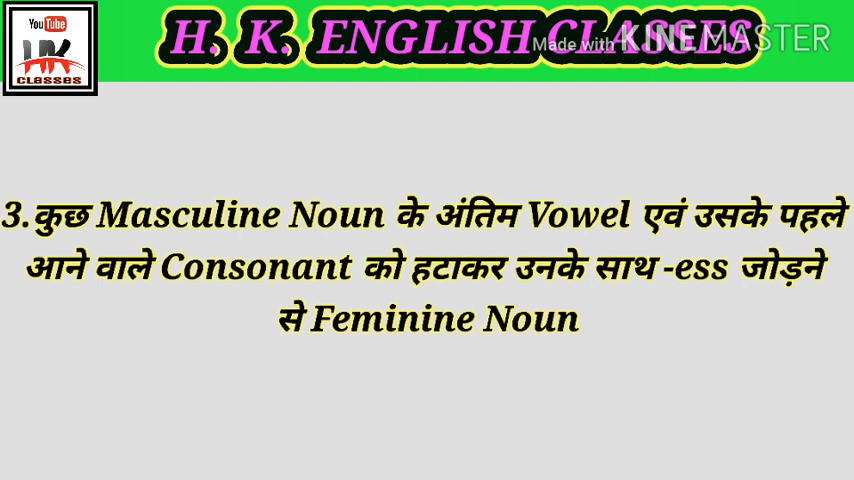 YouTube
HK
CLASSES
H. K. ENGLISH CLASSES
Made with KINEMASTER
3.कुछ Masculine Noun के अंतिम Vowel एवं उसके पहले
आने वाले Consonant को हटाकर उनके साथ -ess जोड़ने
से Feminine Noun